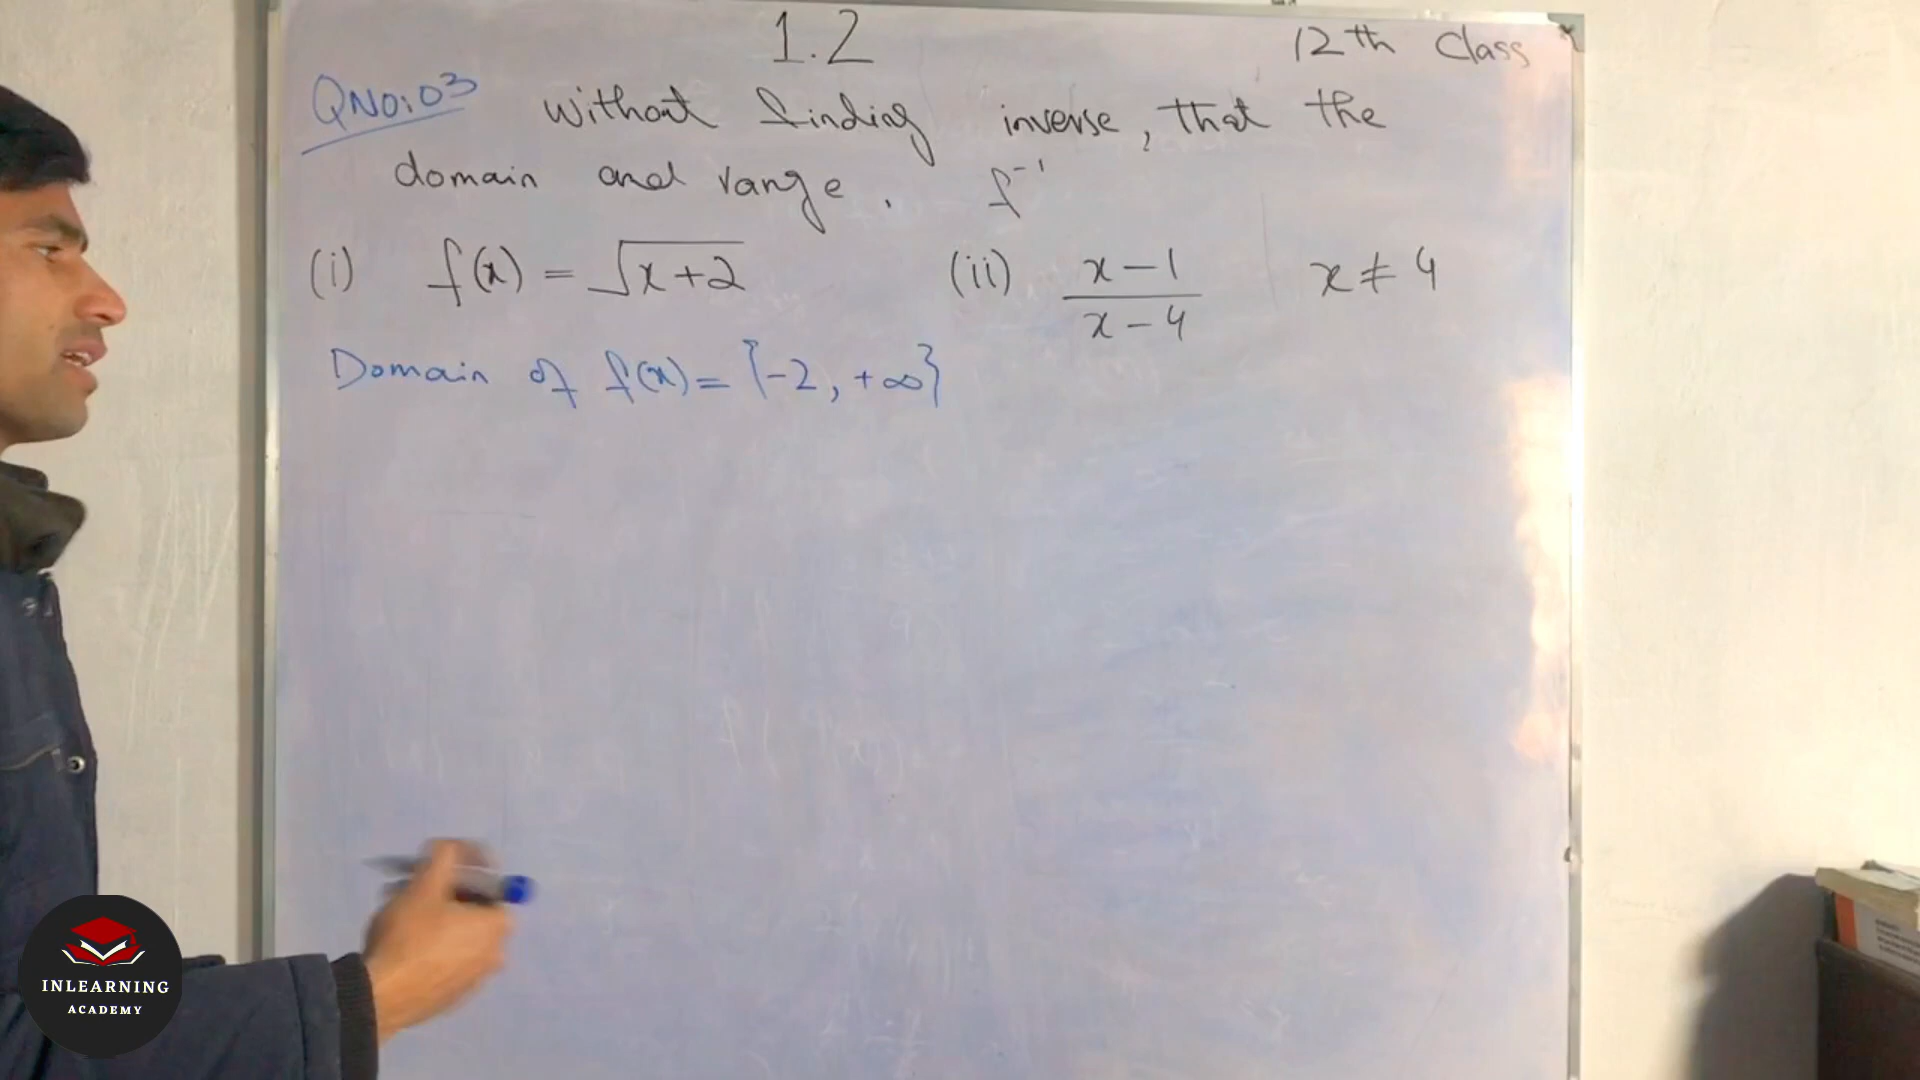 1.2
12th Class
QNo:03 Without finding inverse, that the
domain and range. f⁻¹
(i) f(x) = √x+2
(ii) x-1 / x-4 x ≠ 4
Domain of f(x) = {-2, +∞}
INLEARNING
ACADEMY